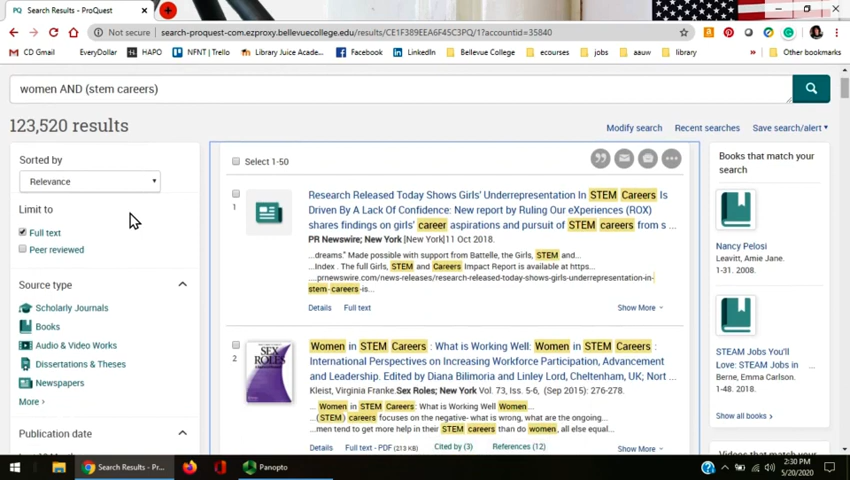 PQ Search Results - ProQuest
Not secure | search-proquest-com.ezproxy.bellevuecollege.edu/results/CE1F389EEA6F45C3PQ/1?accountid=35840
CD Gmail EveryDollar HAPO NFNT | Trello Library Juice Academ... Facebook LinkedIn Bellevue College ecourses jobs aauw library Other bookmarks
women AND (stem careers)
123,520 results
Modify search Recent searches Save search/alert
Sorted by
Relevance
Limit to
Full text
Peer reviewed
Source type
Scholarly Journals
Books
Audio & Video Works
Dissertations & Theses
Newspapers
More >
Publication date
Select 1-50
1
Research Released Today Shows Girls' Underrepresentation In STEM Careers Is
Driven By A Lack Of Confidence: New report by Ruling Our eXperiences (ROX)
shares findings on girls' career aspirations and pursuit of STEM careers from s ...
PR Newswire; New York [New York]11 Oct 2018.
...dreams." Made possible with support from Battelle, the Girls, STEM and...
...Index . The full Girls, STEM and Careers Impact Report is available at https...
...prnewswire.com/news-releases/research-released-today-shows-girls-underrepresentation-in-
stem-careers-is...
Details Full text Show More
2
SEX ROLES
Women in STEM Careers : What is Working Well: Women in STEM Careers :
International Perspectives on Increasing Workforce Participation, Advancement
and Leadership. Edited by Diana Bilimoria and Linley Lord, Cheltenham, UK; Nort ...
Kleist, Virginia Franke. Sex Roles; New York Vol. 73, Iss. 5-6, (Sep 2015): 276-278.
... Women in STEM Careers: What is Working Well Women...
...(STEM) careers focuses on the negative- what is wrong, what are the ongoing...
...men tend to get more help in their STEM careers than do women, all else equal...
Details Full text - PDF (213 KB) Cited by (3) References (12) Show More
Books that match your
search
Nancy Pelosi
Leavitt, Amie Jane.
1-31. 2008.
STEAM Jobs You'll
Love: STEAM Jobs in ...
Berne, Emma Carlson.
1-48. 2018.
Show all books >
Videos that match your
Search Results - Pr...
Panopto
2:30 PM
5/20/2020